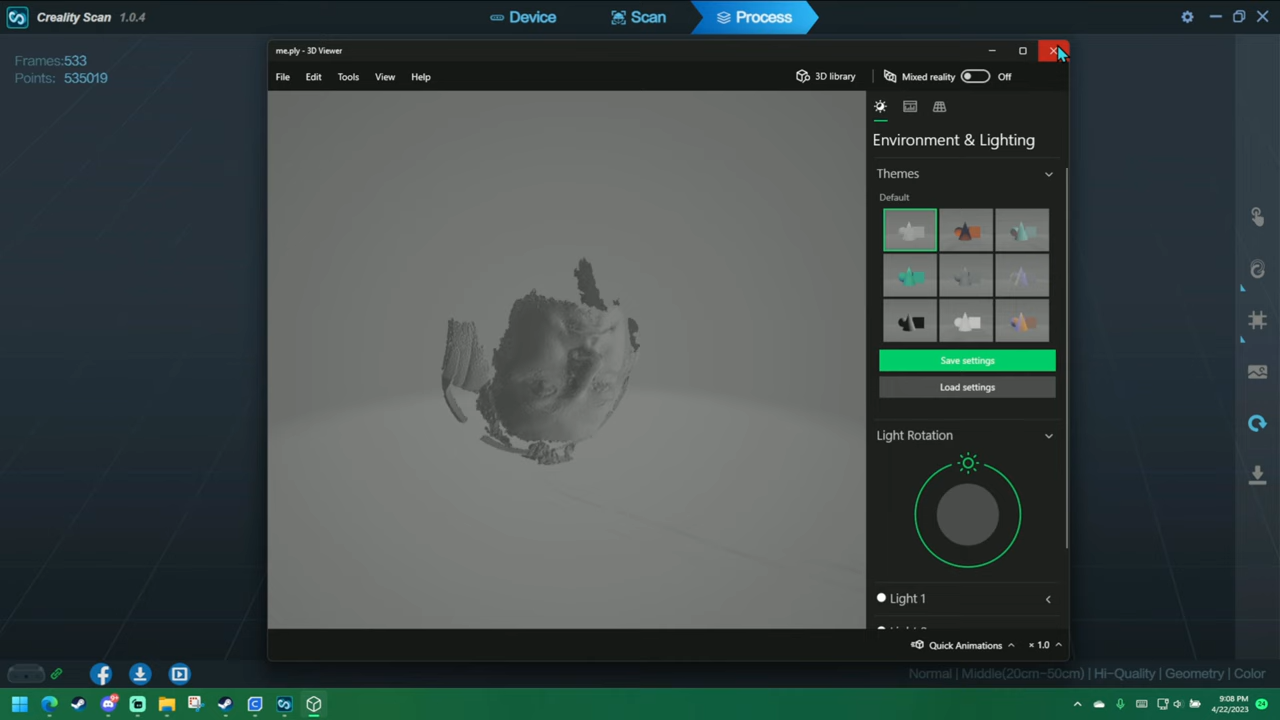 Creality Scan 1.0.4
Device
Scan
Process
Frames:533
Points: 535019
me.ply - 3D Viewer
File Edit Tools View Help
3D library
Mixed reality Off
Environment & Lighting
Themes
Default
Save settings
Load settings
Light Rotation
Light 1
Quick Animations × 1.0
Normal | Middle(20cm-50cm) | Hi-Quality | Geometry | Color
9:08 PM
4/22/2023
24